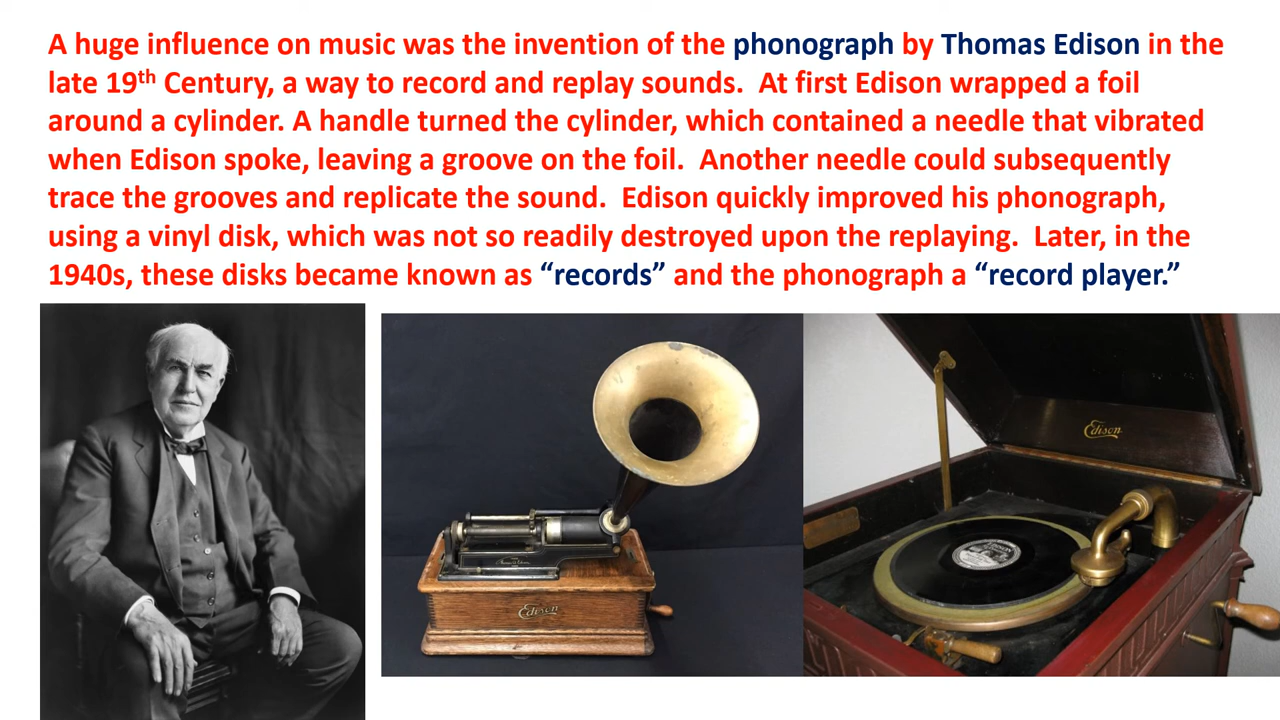 A huge influence on music was the invention of the phonograph by Thomas Edison in the
late 19th Century, a way to record and replay sounds.  At first Edison wrapped a foil
around a cylinder. A handle turned the cylinder, which contained a needle that vibrated
when Edison spoke, leaving a groove on the foil.  Another needle could subsequently
trace the grooves and replicate the sound.  Edison quickly improved his phonograph,
using a vinyl disk, which was not so readily destroyed upon the replaying.  Later, in the
1940s, these disks became known as “records” and the phonograph a “record player.”
Edison
Edison